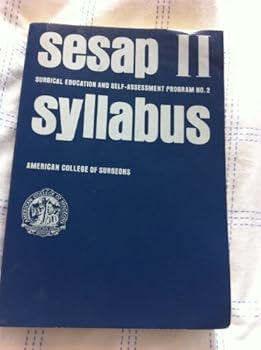 sesap II
SURGICAL EDUCATION AND SELF-ASSESSMENT PROGRAM NO. 2
syllabus
AMERICAN COLLEGE OF SURGEONS